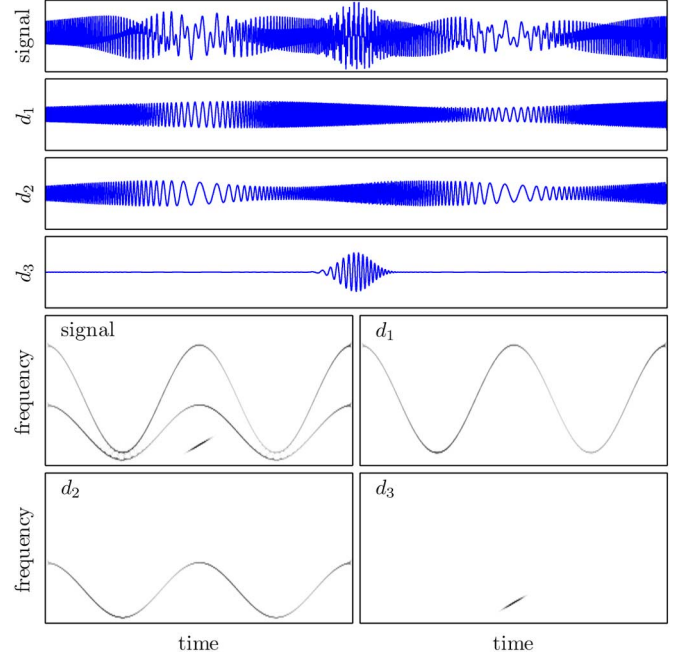 signal
d₁
d₂
d₃
signal
d₁
frequency
d₂
d₃
frequency
time
time